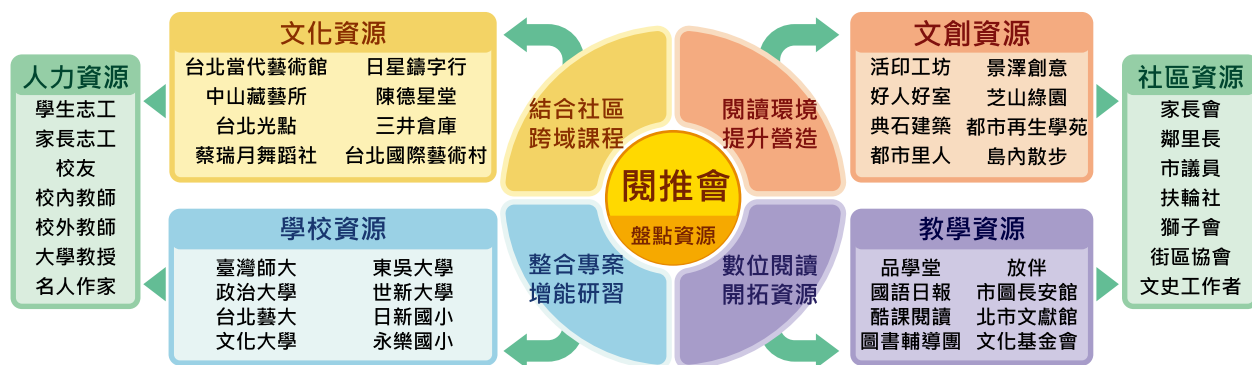 人力資源
學生志工
家長志工
校友
校內教師
校外教師
大學教授
名人作家
文化資源
台北當代藝術館 日星鑄字行
中山藏藝所 陳德星堂
台北光點 三井倉庫
蔡瑞月舞蹈社 台北國際藝術村
學校資源
臺灣師大 東吳大學
政治大學 世新大學
台北藝大 日新國小
文化大學 永樂國小
結合社區
跨域課程
閱讀環境
提升營造
閱推會
盤點資源
整合專案
增能研習
數位閱讀
開拓資源
文創資源
活印工坊 景澤創意
好人好室 芝山綠園
典石建築 都市再生學苑
都市里人 島內散步
教學資源
品學堂 放伴
國語日報 市圖長安館
酷課閱讀 北市文獻館
圖書輔導團 文化基金會
社區資源
家長會
鄰里長
市議員
扶輪社
獅子會
街區協會
文史工作者